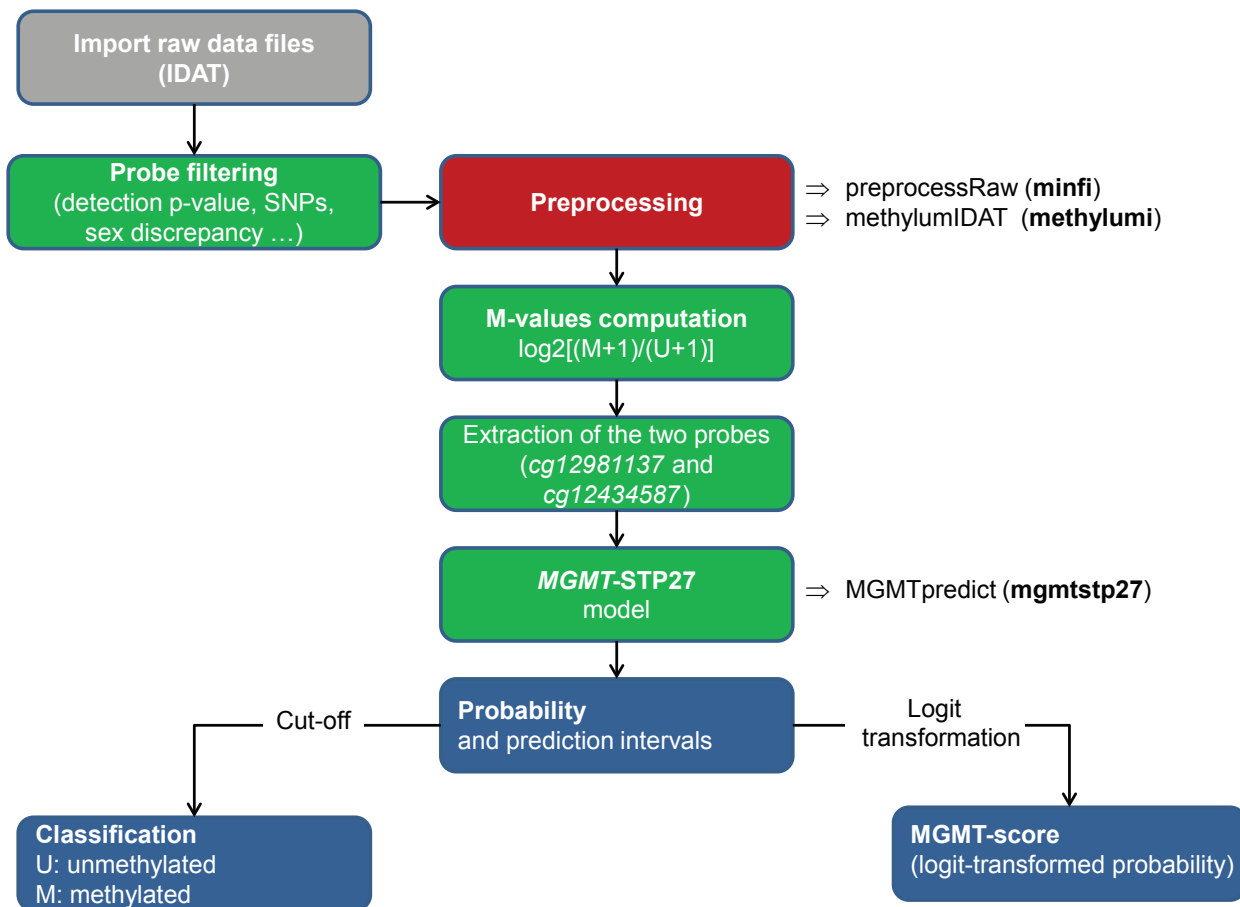 Import raw data files
(IDAT)
Probe filtering
(detection p-value, SNPs,
sex discrepancy …)
Preprocessing
⇒ preprocessRaw (minfi)
⇒ methylumIDAT (methylumi)
M-values computation
log2[(M+1)/(U+1)]
Extraction of the two probes
(cg12981137 and
cg12434587)
MGMT-STP27
model
⇒ MGMTpredict (mgmtstp27)
Probability
and prediction intervals
Cut-off
Logit
transformation
Classification
U: unmethylated
M: methylated
MGMT-score
(logit-transformed probability)